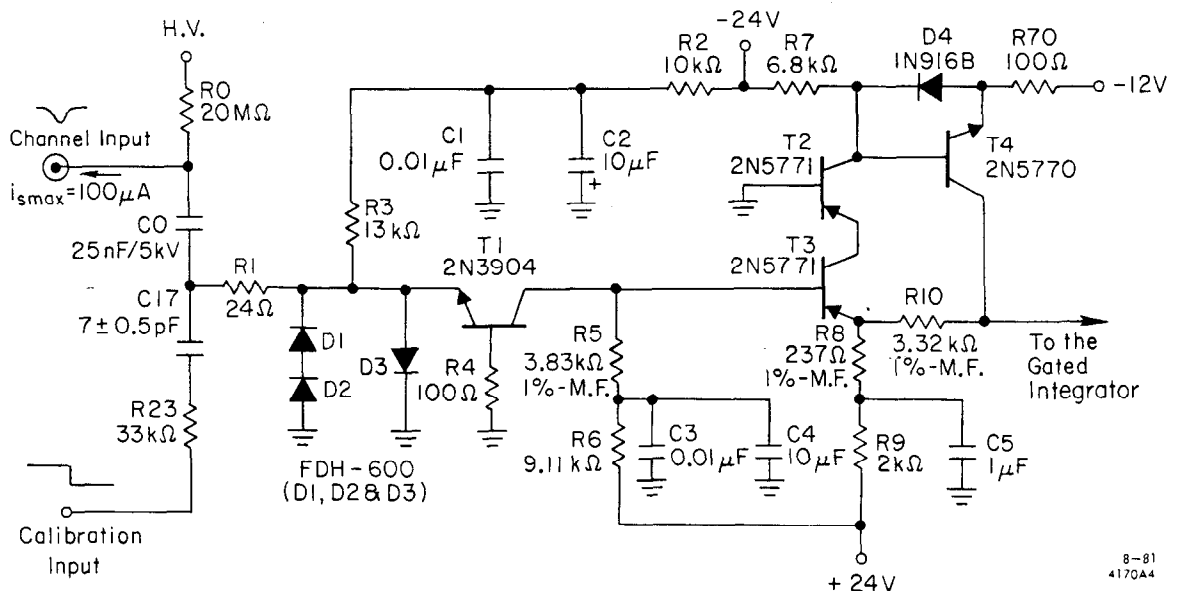 H.V.
R0
20MΩ
Channel Input
ismax=100μA
C0
25nF/5kV
C17
7±0.5pF
R1
24Ω
R23
33kΩ
Calibration
Input
R3
13kΩ
C1
0.01μF
C2
10μF
+
R2
10kΩ
-24V
R7
6.8kΩ
D4
1N916B
R70
100Ω
-12V
T2
2N5771
T4
2N5770
T3
2N5771
T1
2N3904
D1
D2
D3
FDH-600
(D1, D2 & D3)
R4
100Ω
R5
3.83kΩ
1%-M.F.
R6
9.11kΩ
C3
0.01μF
C4
10μF
R8
237Ω
1%-M.F.
R10
3.32kΩ
1%-M.F.
To the
Gated
Integrator
R9
2kΩ
C5
1μF
+24V
8-81
4170A4